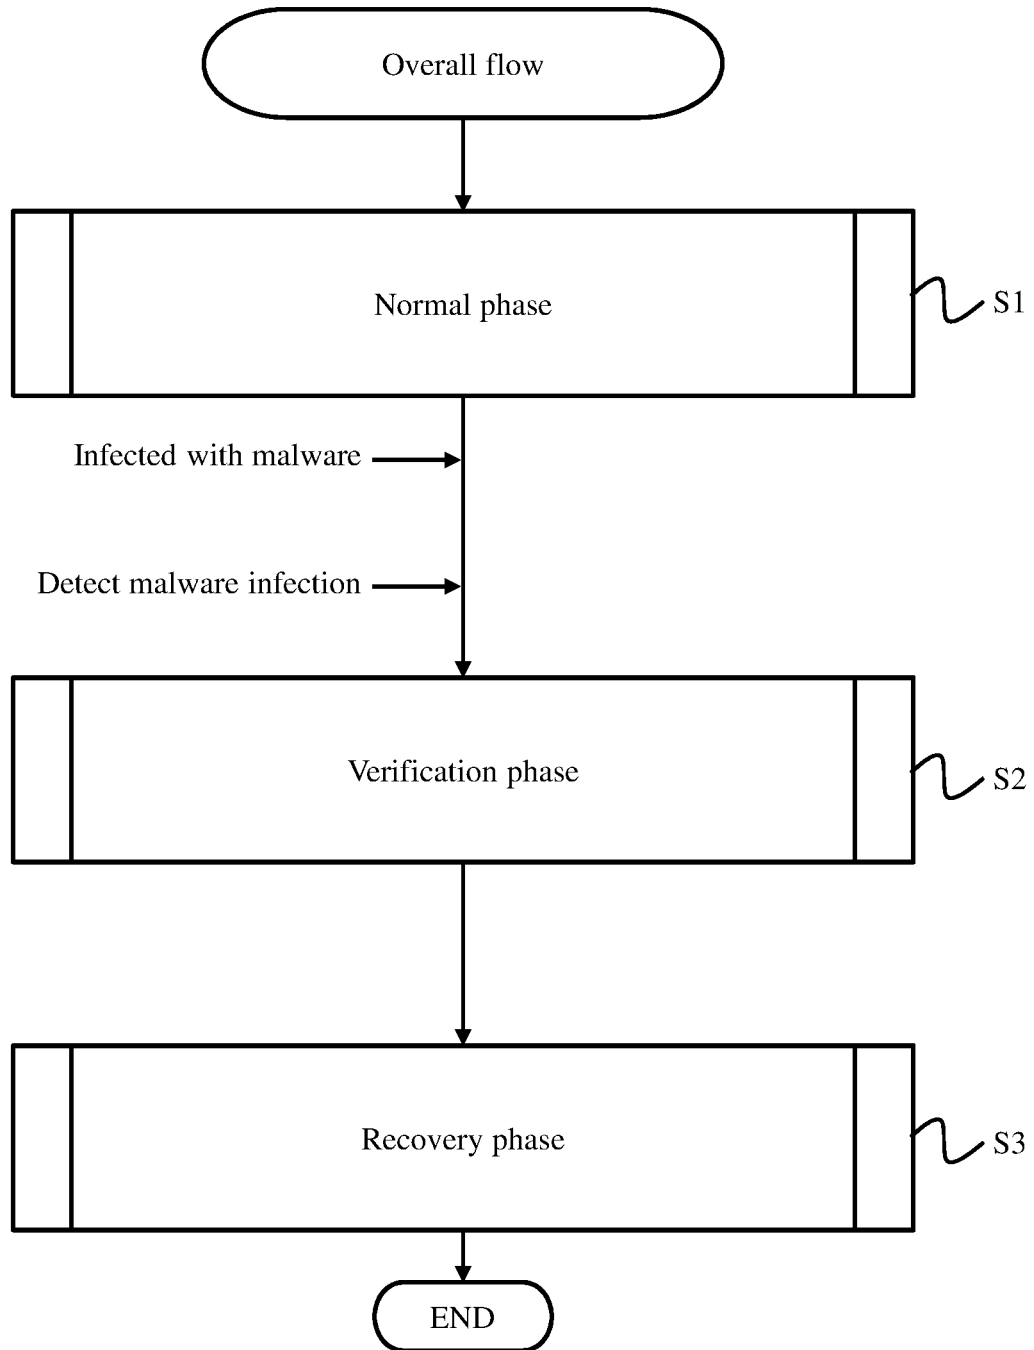 Overall flow
Normal phase
S1
Infected with malware
Detect malware infection
Verification phase
S2
Recovery phase
S3
END